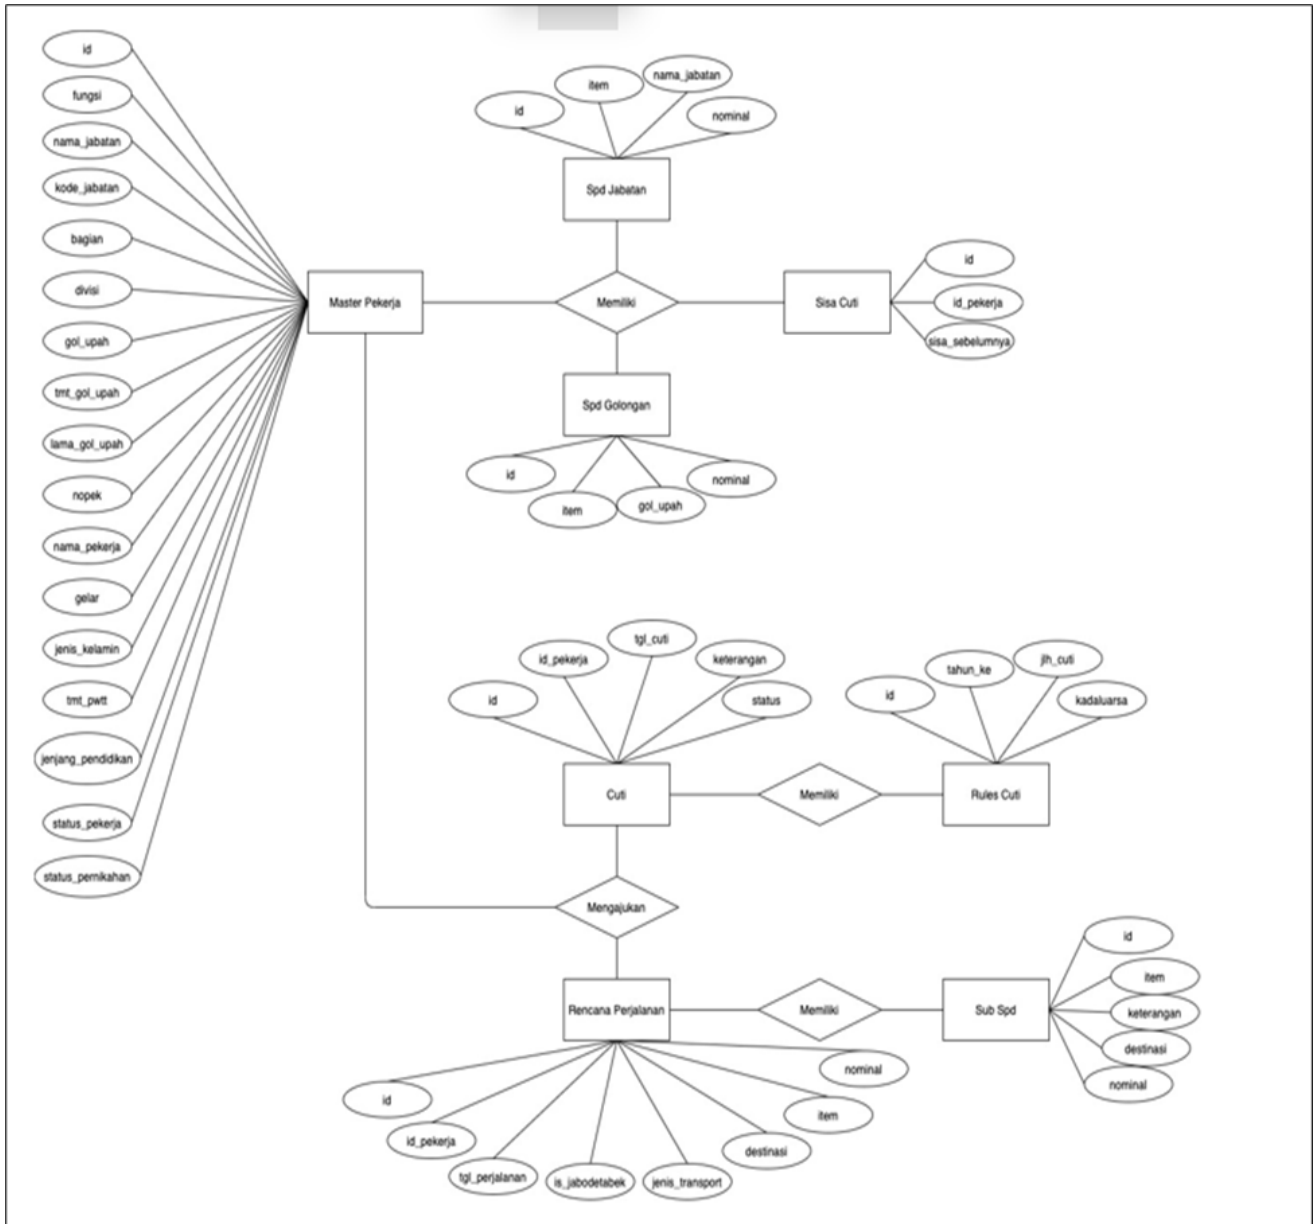 id
fungsi
nama_jabatan
kode_jabatan
bagian
divisi
gol_upah
tmt_gol_upah
lama_gol_upah
nopek
nama_pekerja
gelar
jenis_kelamin
tmt_pwtt
jenjang_pendidikan
status_pekerja
status_pernikahan
Master Pekerja
id
item
nama_jabatan
nominal
Spd Jabatan
Memiliki
Sisa Cuti
id
id_pekerja
sisa_sebelumnya
Spd Golongan
id
item
gol_upah
nominal
id
id_pekerja
tgl_cuti
keterangan
status
Cuti
Memiliki
id
tahun_ke
jlh_cuti
kadaluarsa
Rules Cuti
Mengajukan
Rencana Perjalanan
Memiliki
Sub Spd
id
item
keterangan
destinasi
nominal
id
id_pekerja
tgl_perjalanan
is_jabodetabek
jenis_transport
destinasi
item
nominal